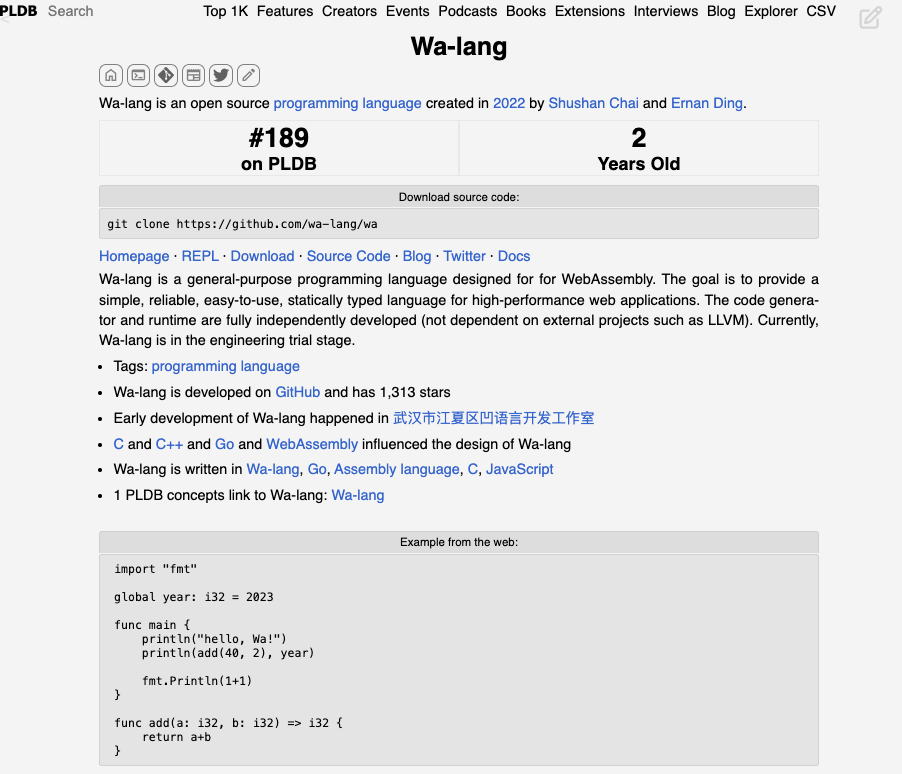 PLDB Search Top 1K Features Creators Events Podcasts Books Extensions Interviews Blog Explorer CSV
Wa-lang
Wa-lang is an open source programming language created in 2022 by Shushan Chai and Ernan Ding.
#189 2
on PLDB Years Old
Download source code:
git clone https://github.com/wa-lang/wa
Homepage · REPL · Download · Source Code · Blog · Twitter · Docs
Wa-lang is a general-purpose programming language designed for for WebAssembly. The goal is to provide a
simple, reliable, easy-to-use, statically typed language for high-performance web applications. The code genera-
tor and runtime are fully independently developed (not dependent on external projects such as LLVM). Currently,
Wa-lang is in the engineering trial stage.
• Tags: programming language
• Wa-lang is developed on GitHub and has 1,313 stars
• Early development of Wa-lang happened in 武汉市江夏区凹语言开发工作室
• C and C++ and Go and WebAssembly influenced the design of Wa-lang
• Wa-lang is written in Wa-lang, Go, Assembly language, C, JavaScript
• 1 PLDB concepts link to Wa-lang: Wa-lang
Example from the web:
import "fmt"
global year: i32 = 2023
func main {
    println("hello, Wa!")
    println(add(40, 2), year)
    fmt.Println(1+1)
}
func add(a: i32, b: i32) => i32 {
    return a+b
}